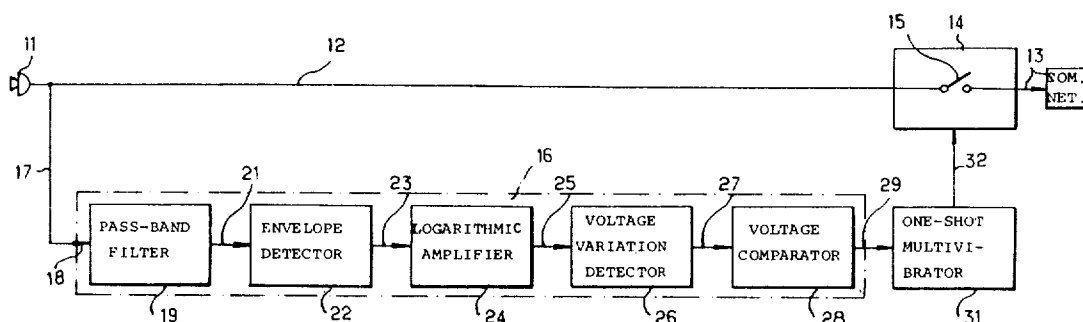 11
12
15
14
13
COM.
NET.
17
16
32
21
23
25
27
29
PASS-BAND
FILTER
ENVELOPE
DETECTOR
LOGARITHMIC
AMPLIFIER
VOLTAGE
VARIATION
DETECTOR
VOLTAGE
COMPARATOR
ONE-SHOT
MULTIVI-
BRATOR
18
19
22
24
26
28
31